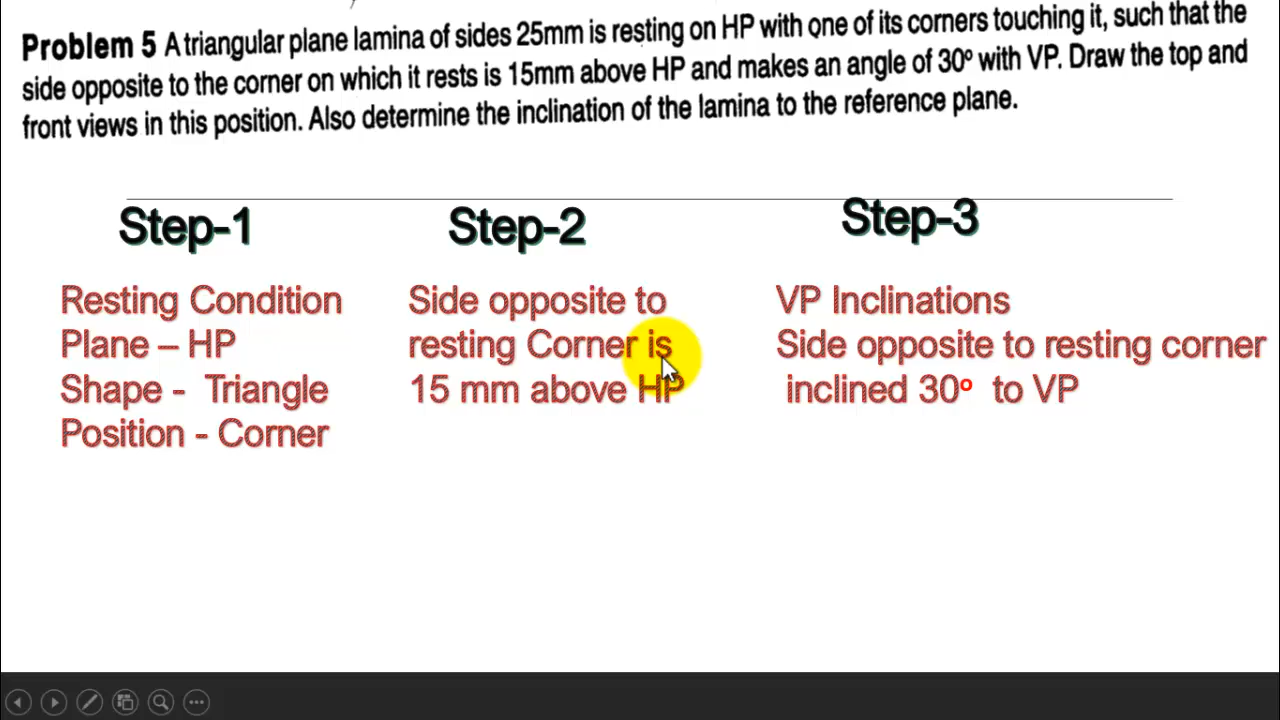 Problem 5 A triangular plane lamina of sides 25mm is resting on HP with one of its corners touching it, such that the
side opposite to the corner on which it rests is 15mm above HP and makes an angle of 30º with VP. Draw the top and
front views in this position. Also determine the inclination of the lamina to the reference plane.
Step-1
Resting Condition
Plane – HP
Shape - Triangle
Position - Corner
Step-2
Side opposite to
resting Corner is
15 mm above HP
Step-3
VP Inclinations
Side opposite to resting corner
inclined 30º to VP